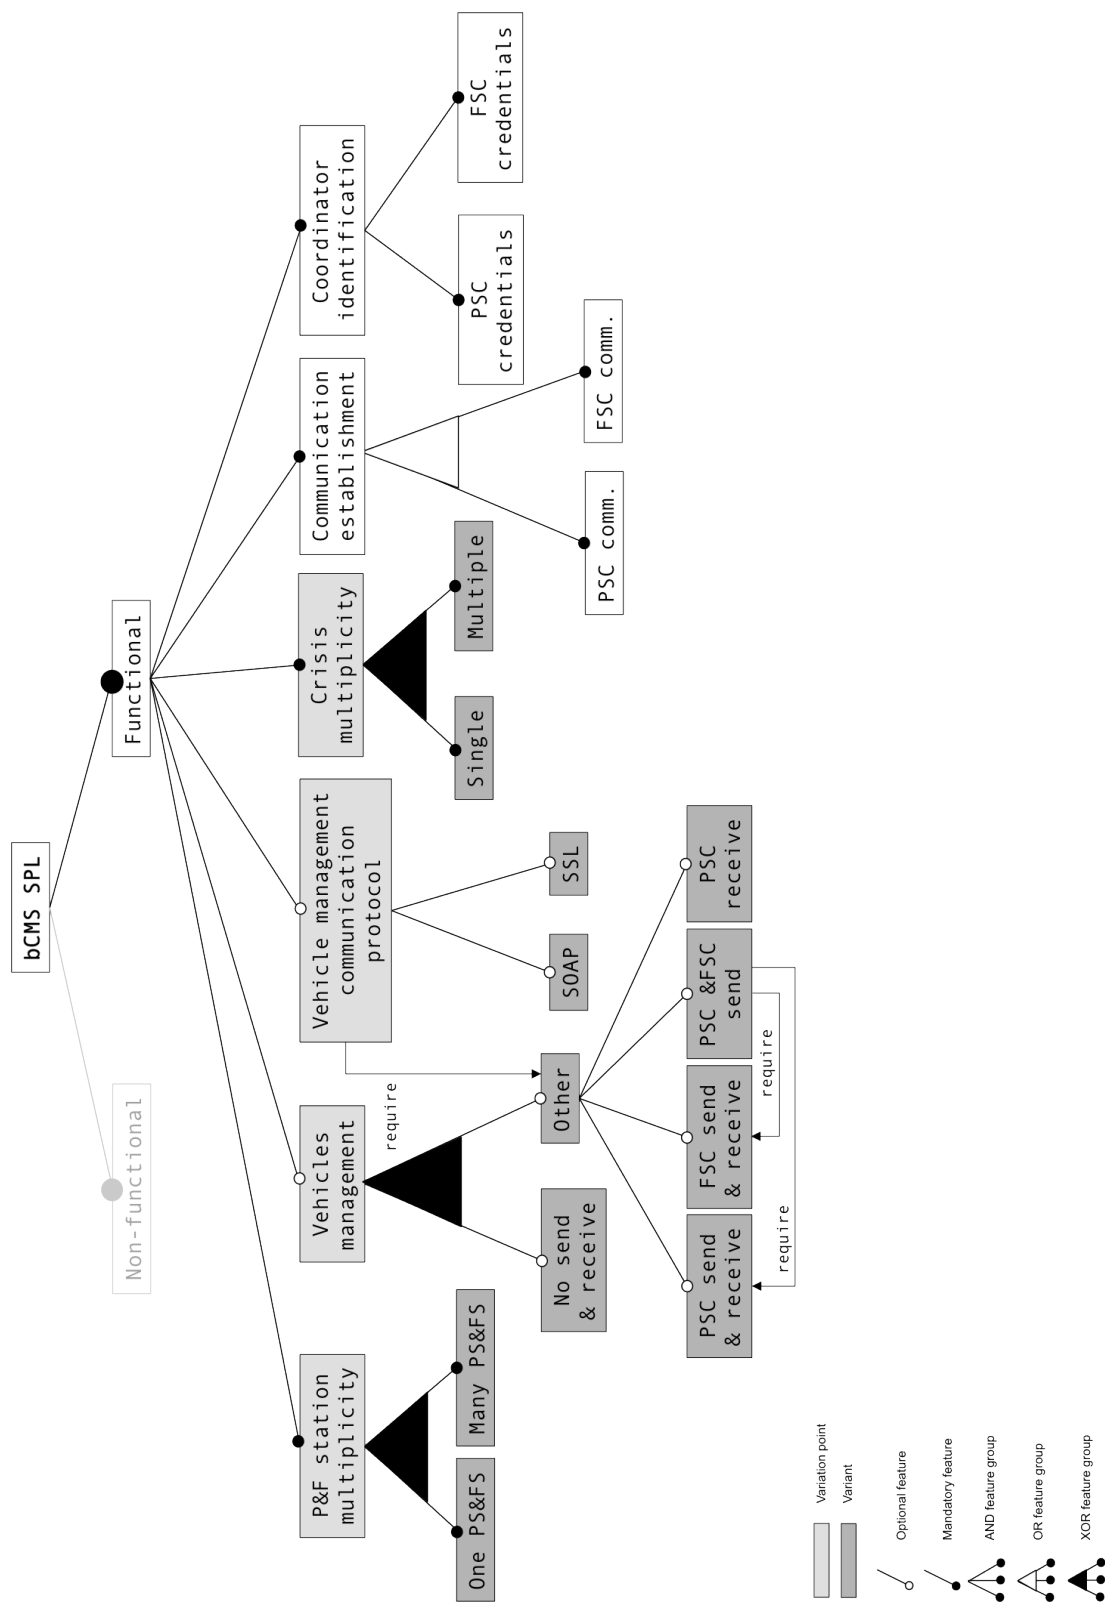 bCMS SPL
Non-functional
Functional
P&F station
multiplicity
Vehicles
management
Vehicle management
communication
protocol
Crisis
multiplicity
Communication
establishment
Coordinator
identification
One PS&FS
Many PS&FS
require
Single
Multiple
PSC
credentials
FSC
credentials
No send
& receive
Other
SOAP
SSL
PSC comm.
FSC comm.
PSC send
& receive
FSC send
& receive
PSC &FSC
send
PSC
receive
require
require
Variation point
Variant
Optional feature
Mandatory feature
AND feature group
OR feature group
XOR feature group